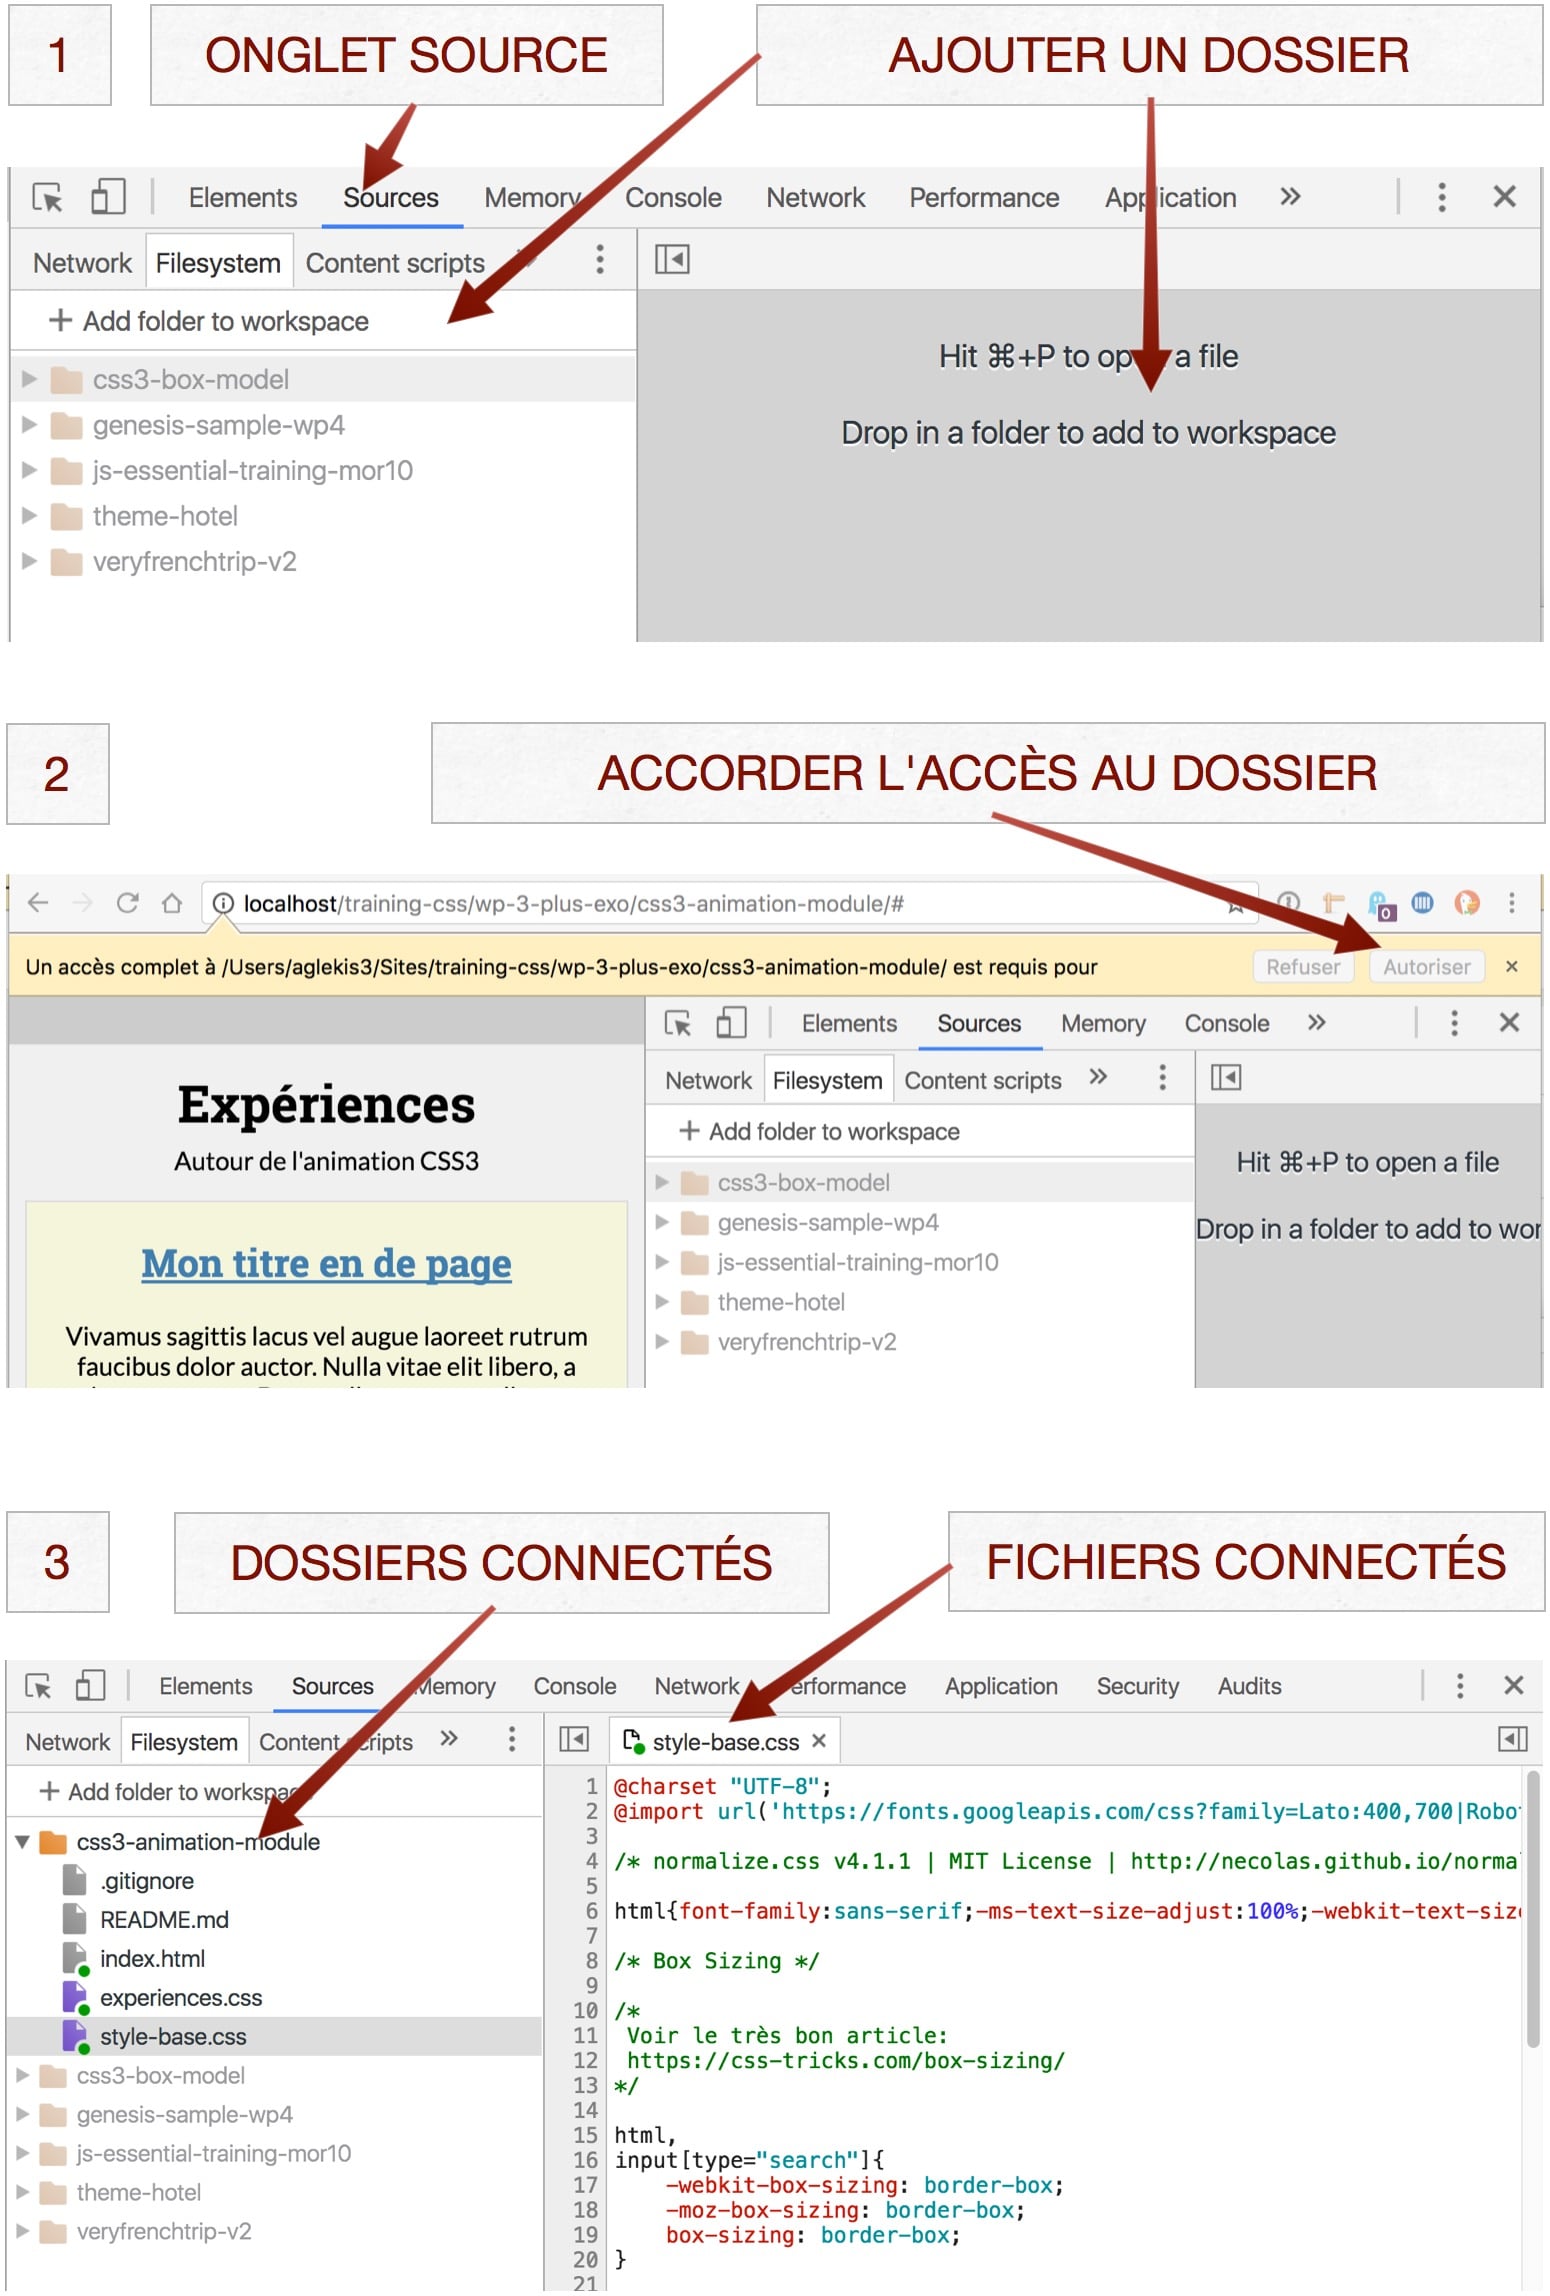 1
ONGLET SOURCE
AJOUTER UN DOSSIER
Elements Sources Memory Console Network Performance Application »
Network Filesystem Content scripts
+ Add folder to workspace
css3-box-model
genesis-sample-wp4
js-essential-training-mor10
theme-hotel
veryfrenchtrip-v2
Hit ⌘+P to open a file
Drop in a folder to add to workspace
2
ACCORDER L'ACCÈS AU DOSSIER
localhost/training-css/wp-3-plus-exo/css3-animation-module/#
0
Un accès complet à /Users/aglekis3/Sites/training-css/wp-3-plus-exo/css3-animation-module/ est requis pour
Refuser Autoriser ×
Expériences
Autour de l'animation CSS3
Mon titre en de page
Vivamus sagittis lacus vel augue laoreet rutrum
faucibus dolor auctor. Nulla vitae elit libero, a
Elements Sources Memory Console »
Network Filesystem Content scripts »
+ Add folder to workspace
css3-box-model
genesis-sample-wp4
js-essential-training-mor10
theme-hotel
veryfrenchtrip-v2
Hit ⌘+P to open a file
Drop in a folder to add to wor
3
DOSSIERS CONNECTÉS
FICHIERS CONNECTÉS
Elements Sources Memory Console Network Performance Application Security Audits
Network Filesystem Content scripts »
+ Add folder to workspace
css3-animation-module
.gitignore
README.md
index.html
experiences.css
style-base.css
css3-box-model
genesis-sample-wp4
js-essential-training-mor10
theme-hotel
veryfrenchtrip-v2
style-base.css ×
1 @charset "UTF-8";
2 @import url('https://fonts.googleapis.com/css?family=Lato:400,700|Robo
3
4 /* normalize.css v4.1.1 | MIT License | http://necolas.github.io/norma
5
6 html{font-family:sans-serif;-ms-text-size-adjust:100%;-webkit-text-size
7
8 /* Box Sizing */
9
10 /*
11 Voir le très bon article:
12 https://css-tricks.com/box-sizing/
13 */
14
15 html,
16 input[type="search"]{
17 -webkit-box-sizing: border-box;
18 -moz-box-sizing: border-box;
19 box-sizing: border-box;
20 }
21